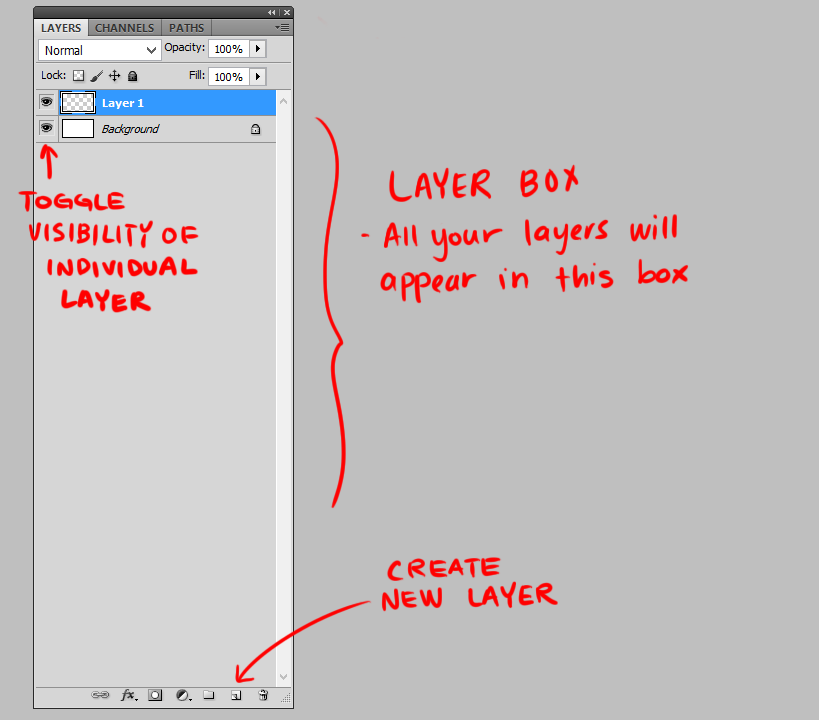 LAYERS CHANNELS PATHS
Normal Opacity: 100%
Lock: Fill: 100%
Layer 1
Background
TOGGLE
VISIBILITY OF
INDIVIDUAL
LAYER
LAYER BOX
- All your layers will
appear in this box
CREATE
NEW LAYER
fx